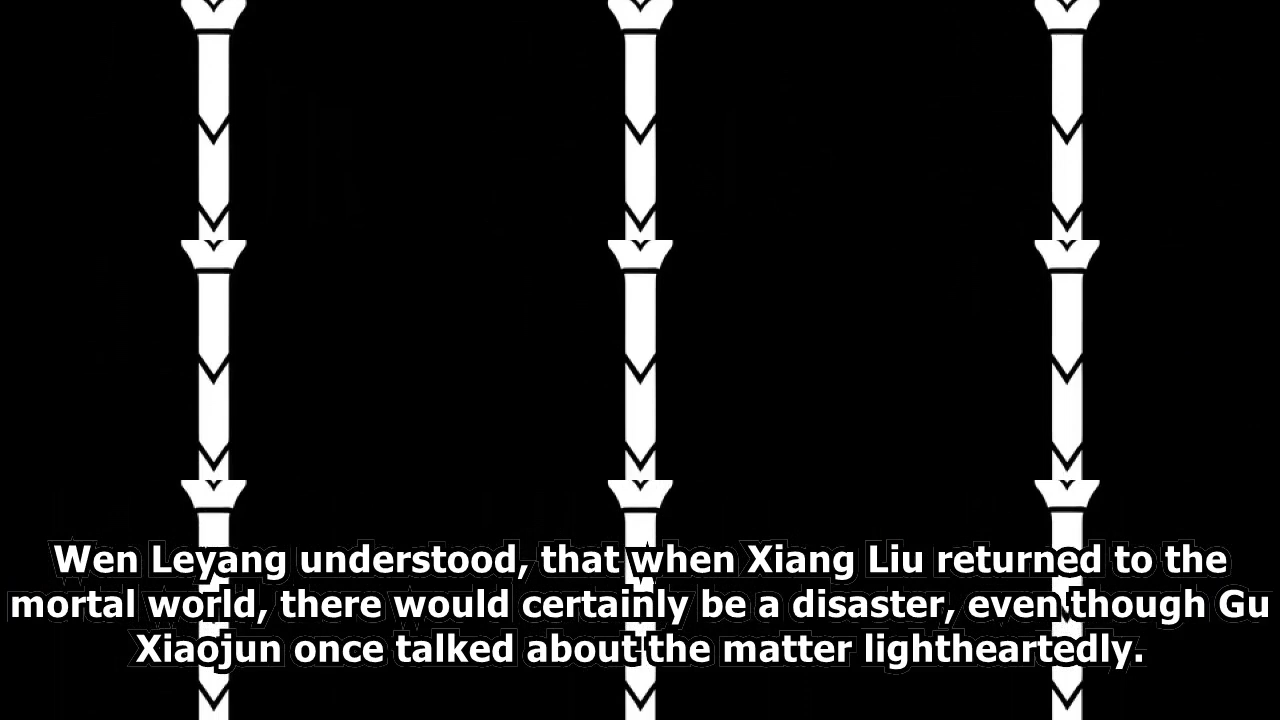 Wen Leyang understood, that when Xiang Liu returned to the
mortal world, there would certainly be a disaster, even though Gu
Xiaojun once talked about the matter lightheartedly.